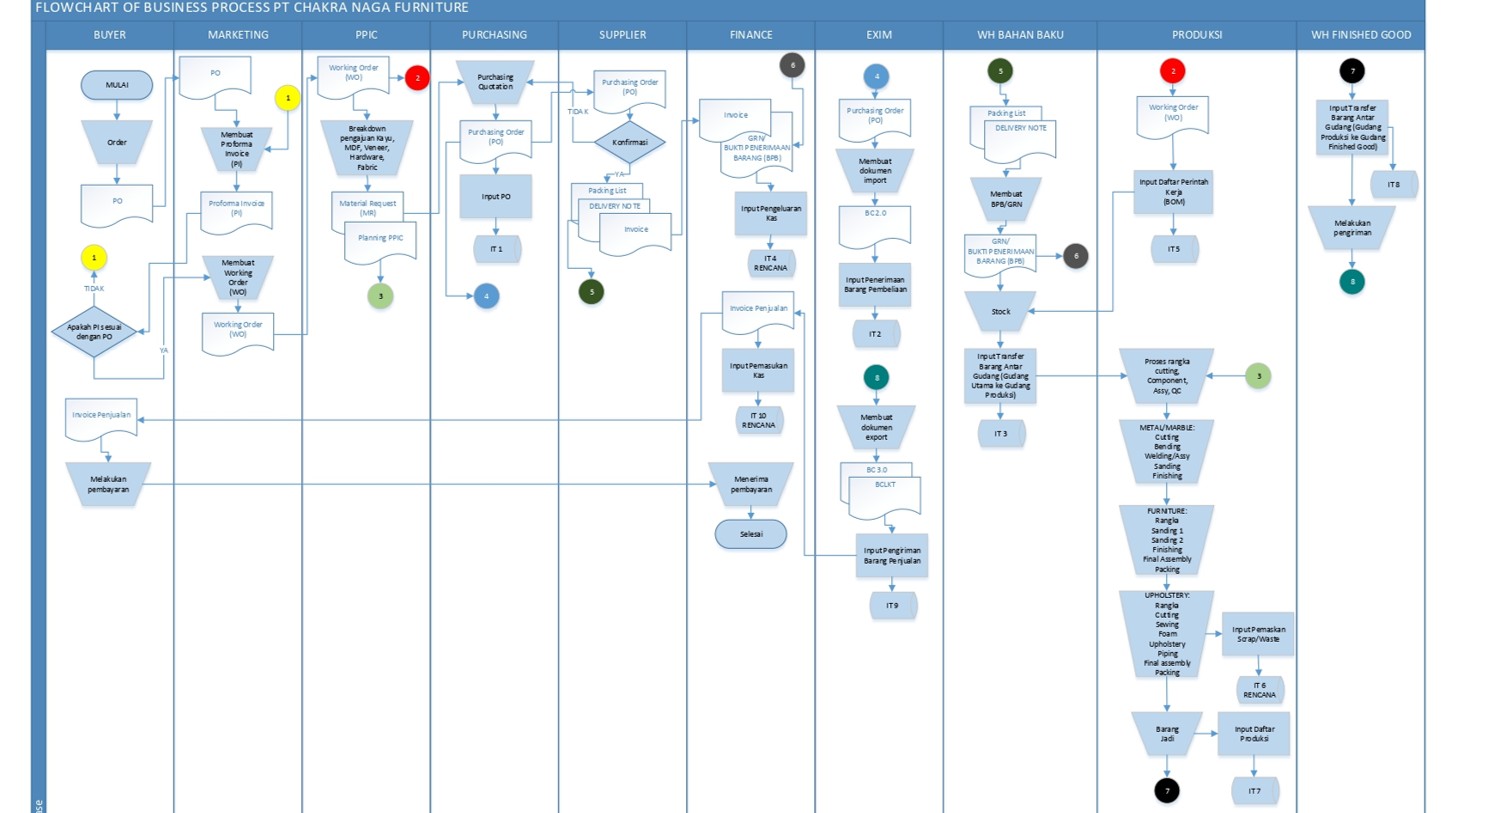 FLOWCHART OF BUSINESS PROCESS PT CHAKRA NAGA FURNITURE
BUYER
MARKETING
PPIC
PURCHASING
SUPPLIER
FINANCE
EXIM
WH BAHAN BAKU
PRODUKSI
WH FINISHED GOOD
MULAI
Order
PO
1
TIDAK
Apakah PI sesuai
dengan PO
YA
Invoice Penjualan
Melakukan
pembayaran
PO
1
Membuat
Proforma
Invoice
(PI)
Proforma Invoice
(PI)
Membuat
Working
Order
(WO)
Working Order
(WO)
Working Order
(WO)
2
Breakdown
pengajuan Kayu,
MDF, Veneer,
Hardware,
Fabric
Material Request
(MR)
Planning PPIC
3
Purchasing
Quotation
Purchasing Order
(PO)
Input PO
IT 1
4
Purchasing Order
(PO)
TIDAK
Konfirmasi
YA
Packing List
DELIVERY NOTE
Invoice
5
6
Invoice
GRN/
BUKTI PENERIMAAN
BARANG (BPB)
Input Pengeluaran
Kas
IT 4
RENCANA
Invoice Penjualan
Input Pemasukan
Kas
IT 10
RENCANA
Menerima
pembayaran
Selesai
4
Purchasing Order
(PO)
Membuat
dokumen
import
BC 2.0
Input Penerimaan
Barang Pembeliaan
IT 2
8
Membuat
dokumen
export
BC 3.0
BCLKT
Input Pengiriman
Barang Penjualan
IT 9
5
Packing List
DELIVERY NOTE
Membuat
BPB/GRN
GRN/
BUKTI PENERIMAAN
BARANG (BPB)
6
Stock
Input Transfer
Barang Antar
Gudang (Gudang
Utama ke Gudang
Produksi)
IT 3
2
Working Order
(WO)
Input Daftar Perintah
Kerja
(BOM)
IT 5
Proses rangka
cutting,
Component,
Assy, QC
3
METAL/MARBLE:
Cutting
Bending
Welding/Assy
Sanding
Finishing
FURNITURE:
Rangka
Sanding 1
Sanding 2
Finishing
Final Assembly
Packing
UPHOLSTERY:
Rangka
Cutting
Sewing
Foam
Upholstery
Piping
Final assembly
Packing
Input Pemaskan
Scrap/Waste
IT 6
RENCANA
Barang
Jadi
Input Daftar
Produksi
7
IT 7
7
Input Transfer
Barang Antar
Gudang (Gudang
Produksi ke Gudang
Finished Good)
IT 8
Melakukan
pengiriman
8